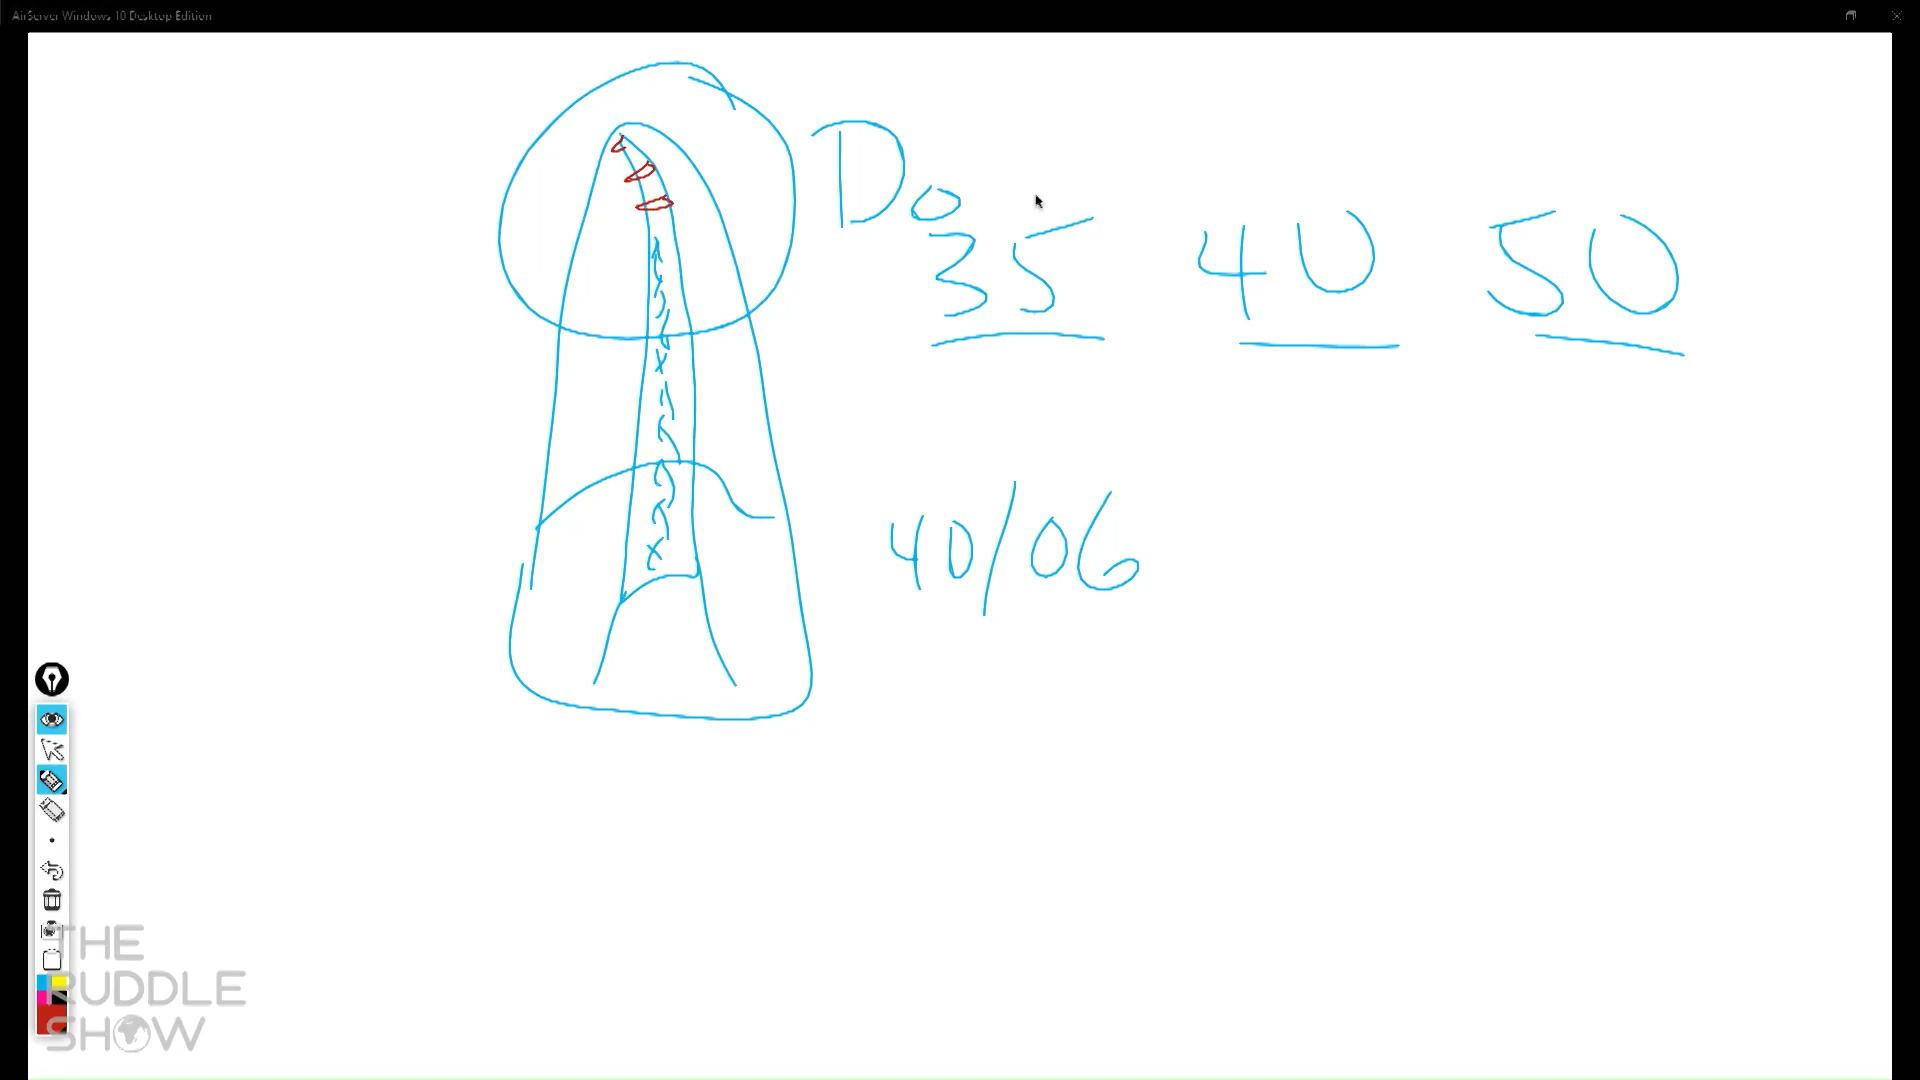 AirServer Windows 10 Desktop Edition
D0
35 40 50
40/06
THE
RUDDLE
SHOW